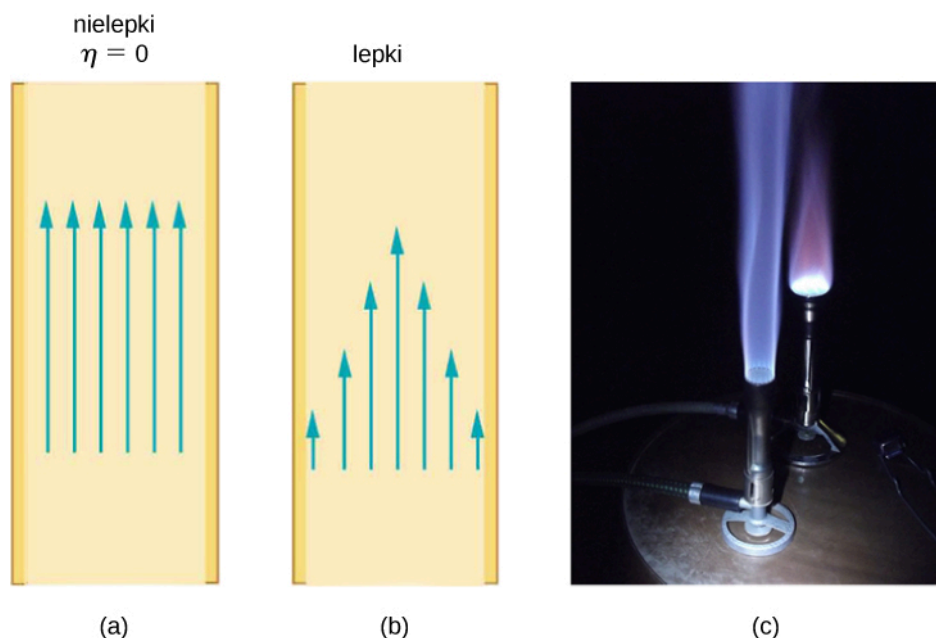 nielepki
η = 0
lepki
(a)
(b)
(c)